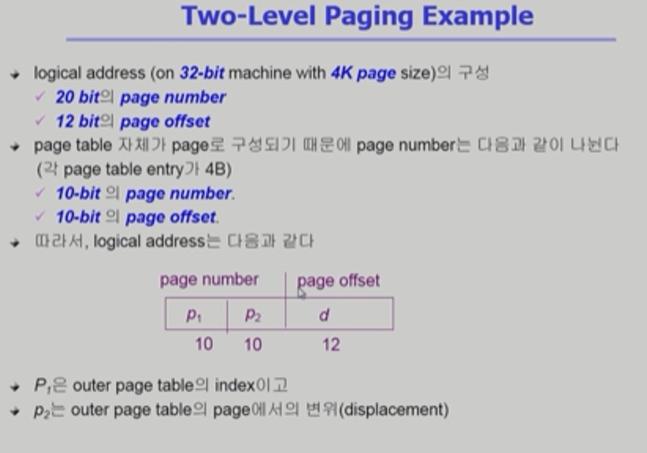 Two-Level Paging Example
logical address (on 32-bit machine with 4K page size)의 구성
✓ 20 bit의 page number
✓ 12 bit의 page offset
page table 자체가 page로 구성되기 때문에 page number는 다음과 같이 나뉜다
(각 page table entry가 4B)
✓ 10-bit 의 page number.
✓ 10-bit 의 page offset.
따라서, logical address는 다음과 같다
page number page offset
p₁ p₂ d
10 10 12
P₁은 outer page table의 index이고
p₂는 outer page table의 page에서의 변위(displacement)